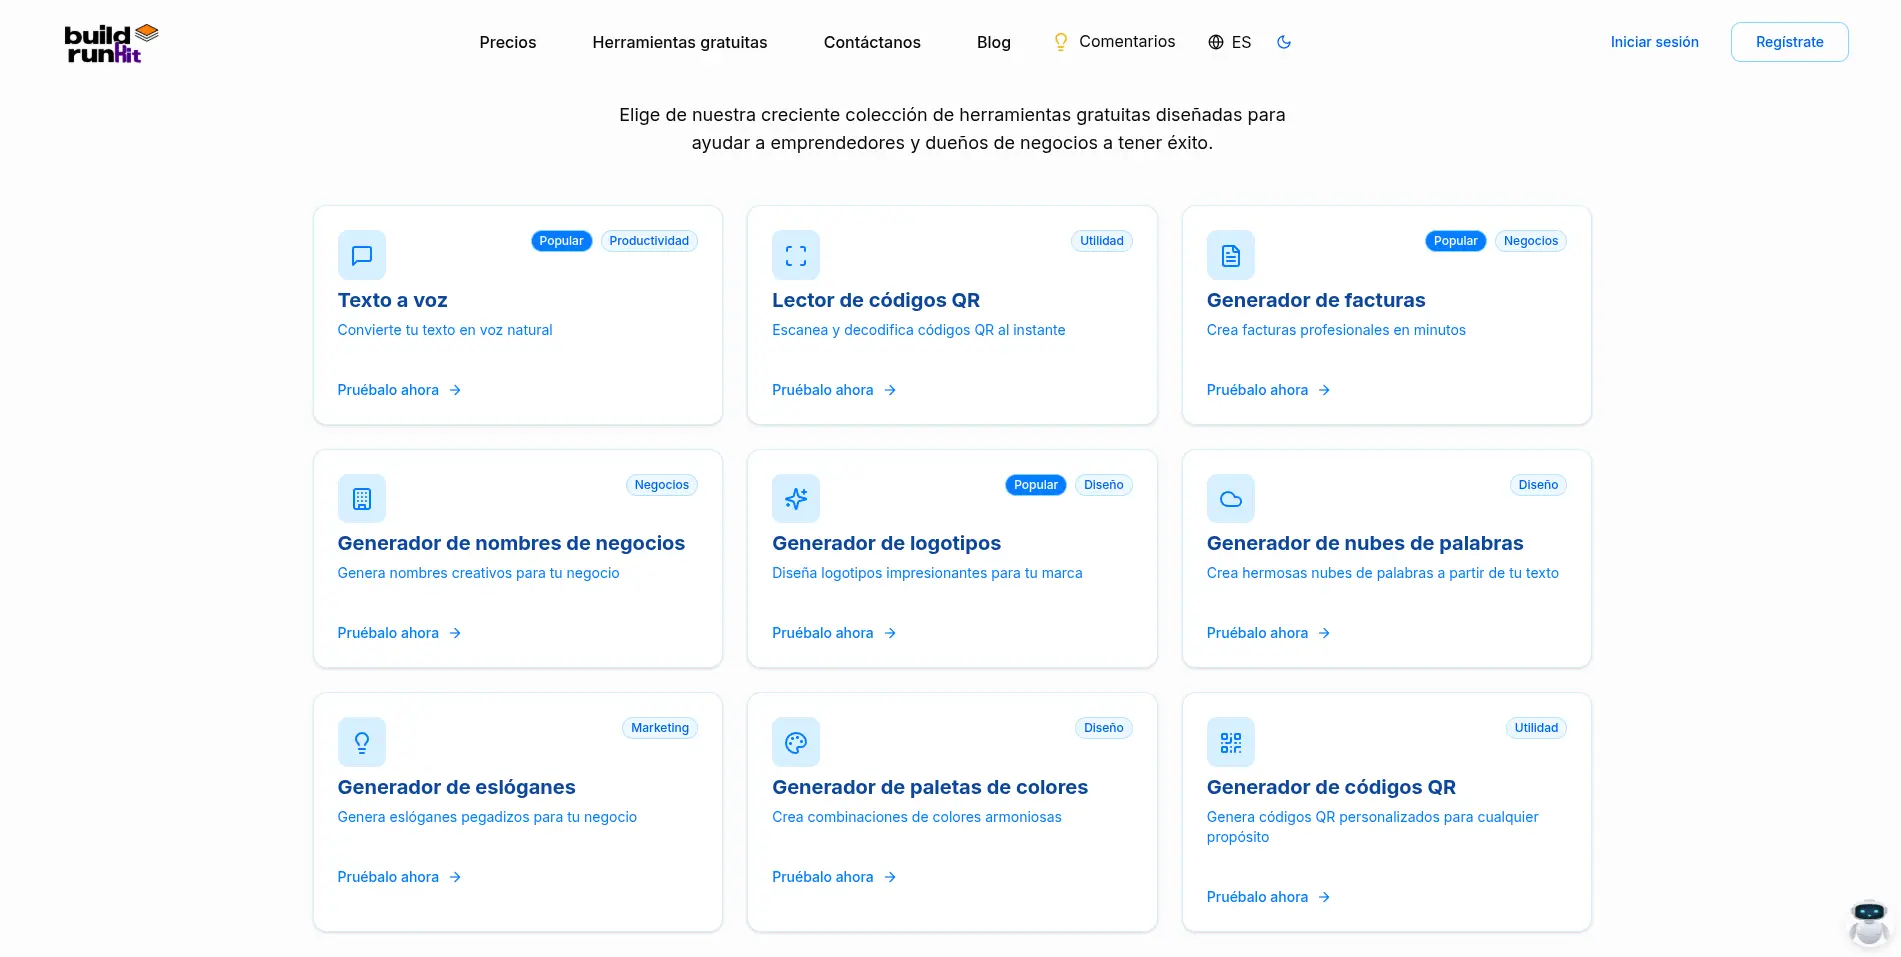 build
runKit
Precios
Herramientas gratuitas
Contáctanos
Blog
Comentarios
ES
Iniciar sesión
Regístrate
Elige de nuestra creciente colección de herramientas gratuitas diseñadas para
ayudar a emprendedores y dueños de negocios a tener éxito.
Popular
Productividad
Texto a voz
Convierte tu texto en voz natural
Pruébalo ahora
Utilidad
Lector de códigos QR
Escanea y decodifica códigos QR al instante
Pruébalo ahora
Popular
Negocios
Generador de facturas
Crea facturas profesionales en minutos
Pruébalo ahora
Negocios
Generador de nombres de negocios
Genera nombres creativos para tu negocio
Pruébalo ahora
Popular
Diseño
Generador de logotipos
Diseña logotipos impresionantes para tu marca
Pruébalo ahora
Diseño
Generador de nubes de palabras
Crea hermosas nubes de palabras a partir de tu texto
Pruébalo ahora
Marketing
Generador de eslóganes
Genera eslóganes pegadizos para tu negocio
Pruébalo ahora
Diseño
Generador de paletas de colores
Crea combinaciones de colores armoniosas
Pruébalo ahora
Utilidad
Generador de códigos QR
Genera códigos QR personalizados para cualquier
propósito
Pruébalo ahora